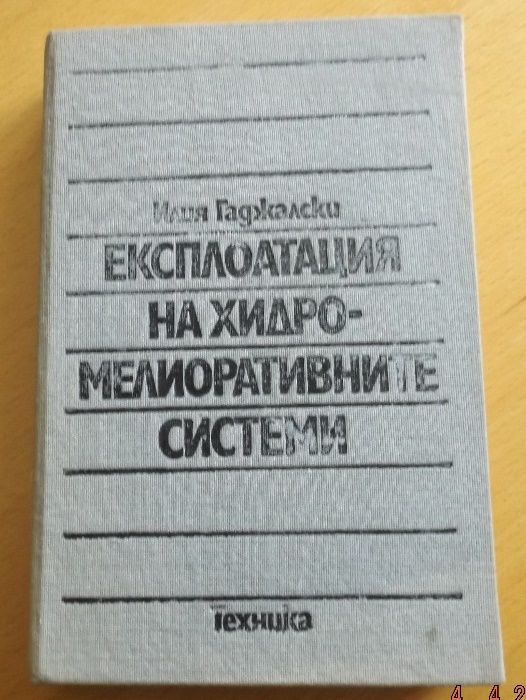 Илия Гаджалски
ЕКСПЛОАТАЦИЯ
НА ХИДРО-
МЕЛИОРАТИВНИТЕ
СИСТЕМИ
техника